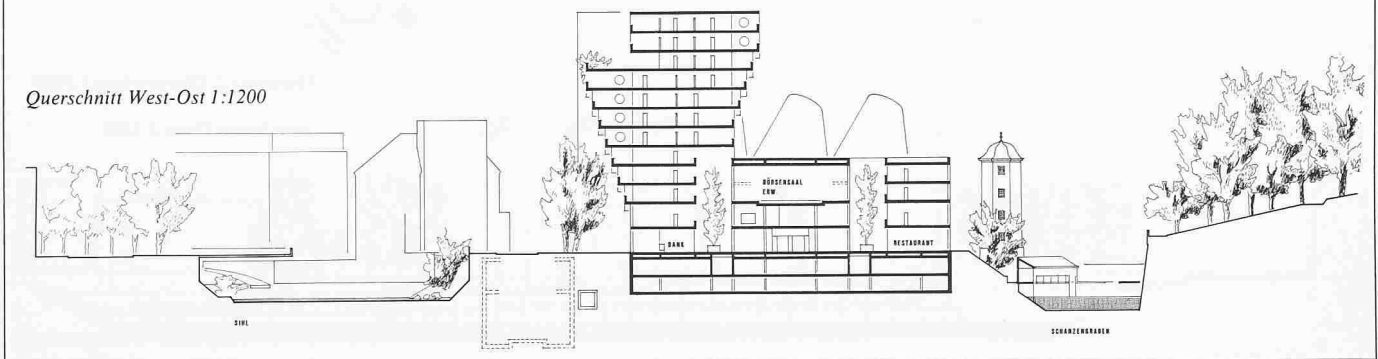 Querschnitt West-Ost 1:1200
BÖRSENSAAL
ERW.
BANK
RESTAURANT
SIHL
SCHANZENGRABEN